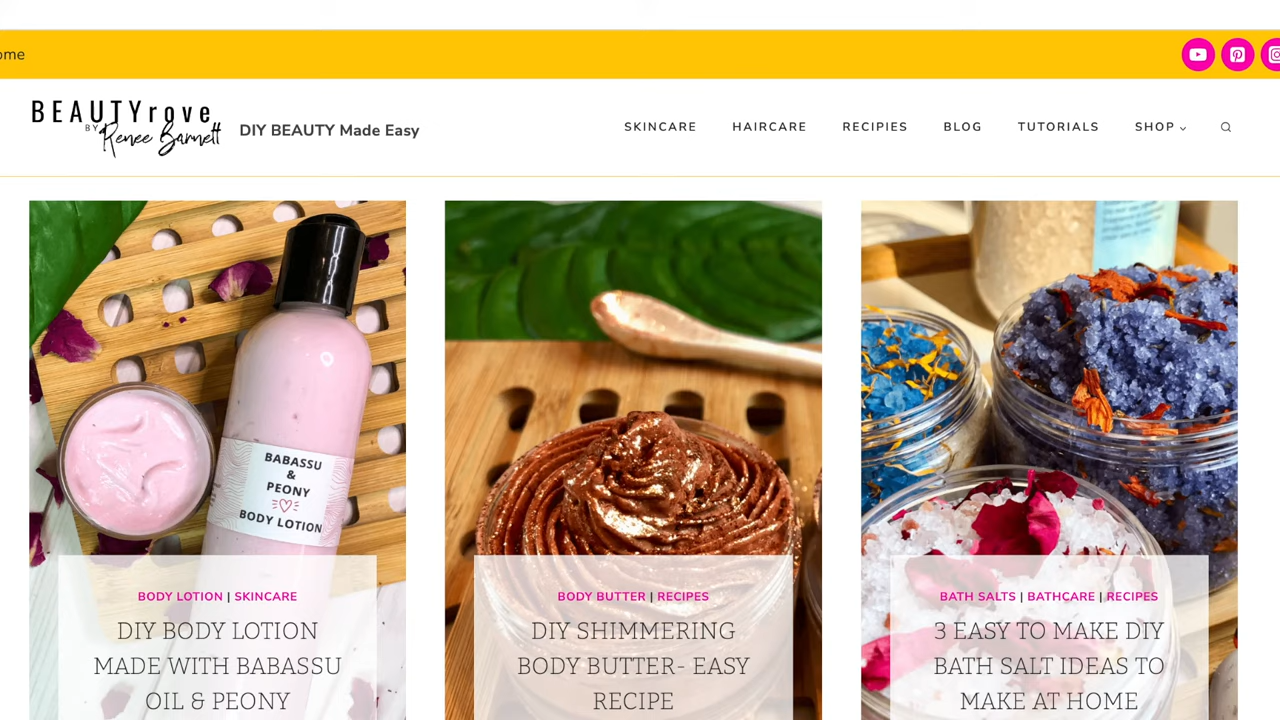 ome
BEAUTYrove
BY Renee Barnett
DIY BEAUTY Made Easy
SKINCARE HAIRCARE RECIPIES BLOG TUTORIALS SHOP
BABASSU
&
PEONY
BODY LOTION
BODY LOTION | SKINCARE
DIY BODY LOTION
MADE WITH BABASSU
OIL & PEONY
BODY BUTTER | RECIPES
DIY SHIMMERING
BODY BUTTER- EASY
RECIPE
BATH SALTS | BATHCARE | RECIPES
3 EASY TO MAKE DIY
BATH SALT IDEAS TO
MAKE AT HOME